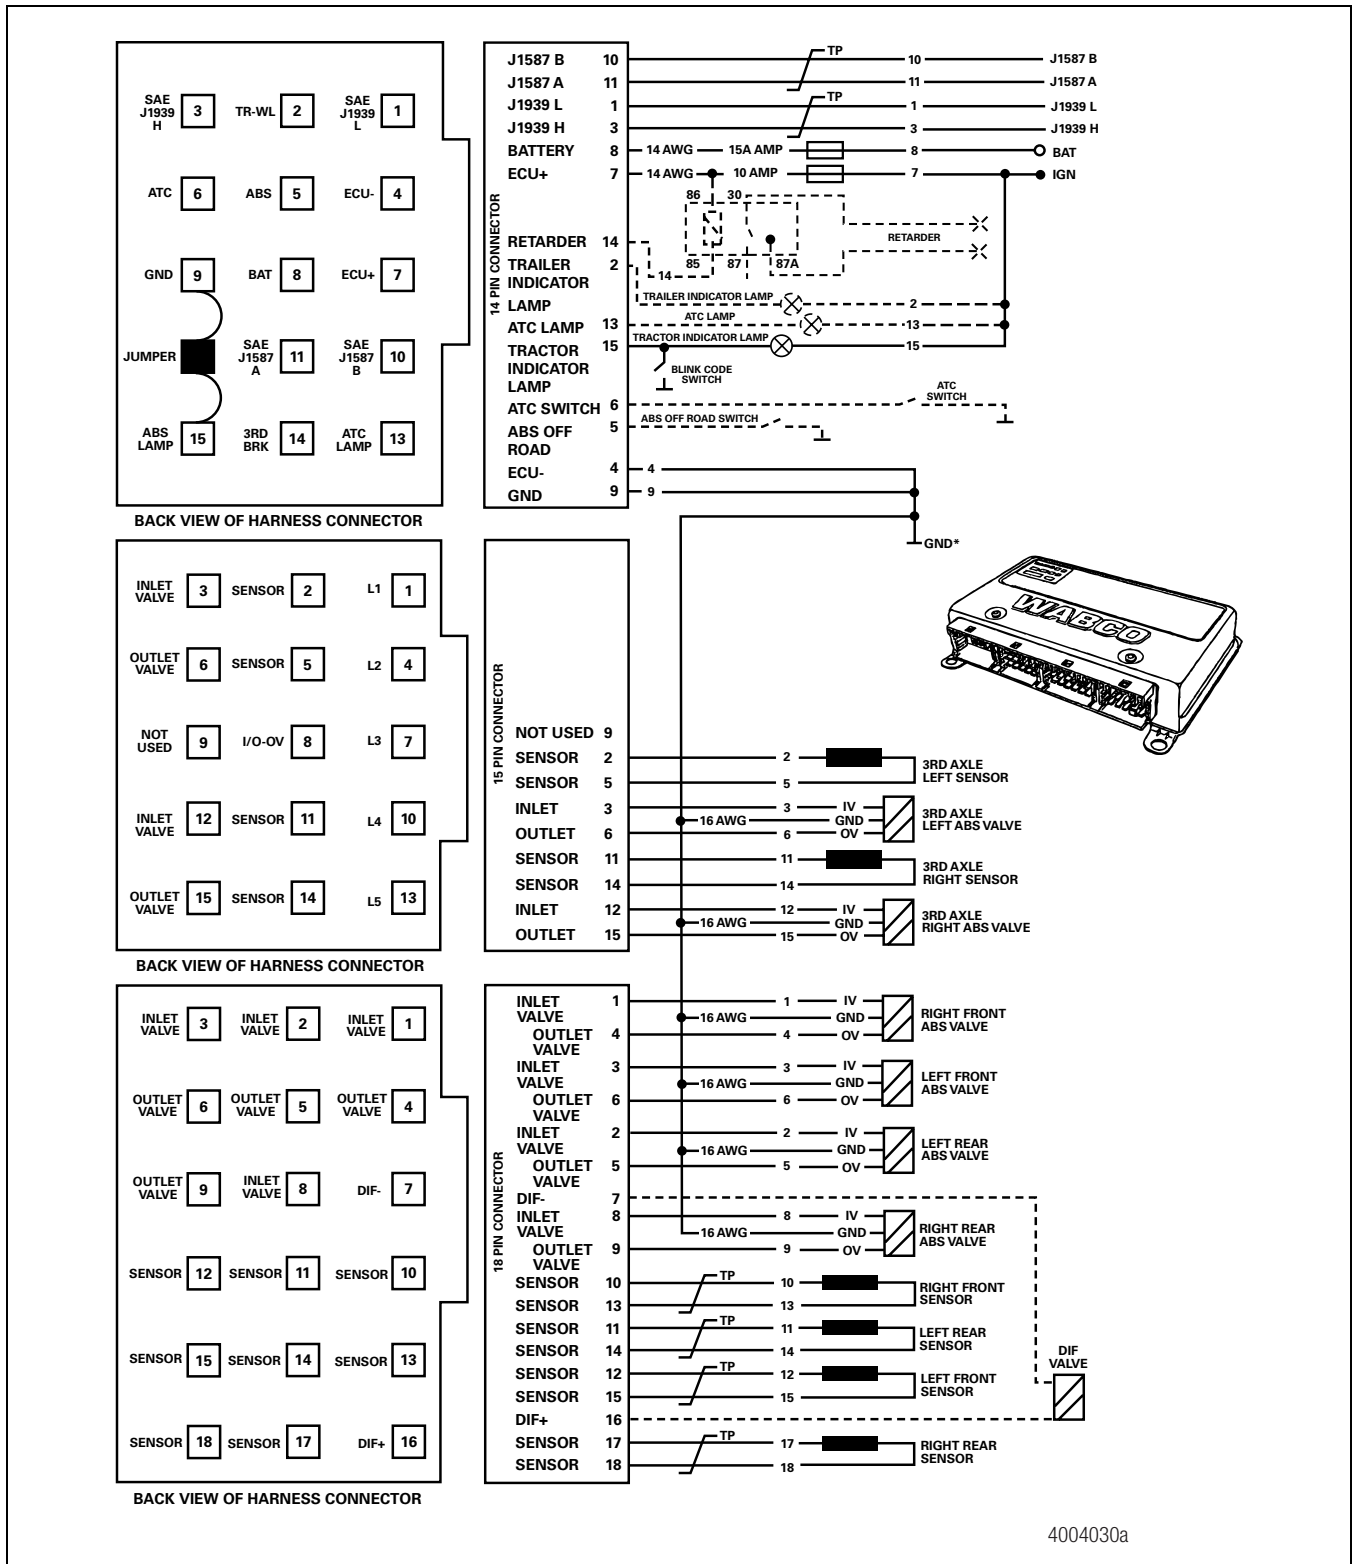 SAE
J1939
H
3
TR-WL
2
SAE
J1939
L
1
ATC
6
ABS
5
ECU-
4
GND
9
BAT
8
ECU+
7
JUMPER
SAE
J1587
A
11
SAE
J1587
B
10
ABS
LAMP
15
3RD
BRK
14
ATC
LAMP
13
BACK VIEW OF HARNESS CONNECTOR
14 PIN CONNECTOR
J1587 B 10
J1587 A 11
J1939 L 1
J1939 H 3
BATTERY 8
ECU+ 7
RETARDER 14
TRAILER 2
INDICATOR
LAMP
ATC LAMP 13
TRACTOR 15
INDICATOR
LAMP
ATC SWITCH 6
ABS OFF 5
ROAD
ECU- 4
GND 9
TP
10
J1587 B
11
J1587 A
TP
1
J1939 L
3
J1939 H
14 AWG
15A AMP
8
BAT
14 AWG
10 AMP
7
IGN
86
30
85
87
87A
RETARDER
14
TRAILER INDICATOR LAMP
2
ATC LAMP
13
TRACTOR INDICATOR LAMP
15
BLINK CODE
SWITCH
ATC
SWITCH
ABS OFF ROAD SWITCH
4
9
GND*
WABCO
INLET
VALVE
3
SENSOR
2
L1
1
OUTLET
VALVE
6
SENSOR
5
L2
4
NOT
USED
9
I/O-OV
8
L3
7
INLET
VALVE
12
SENSOR
11
L4
10
OUTLET
VALVE
15
SENSOR
14
L5
13
BACK VIEW OF HARNESS CONNECTOR
15 PIN CONNECTOR
NOT USED 9
SENSOR 2
SENSOR 5
INLET 3
OUTLET 6
SENSOR 11
SENSOR 14
INLET 12
OUTLET 15
2
5
3RD AXLE
LEFT SENSOR
3 IV
16 AWG GND
6 OV
3RD AXLE
LEFT ABS VALVE
11
14
3RD AXLE
RIGHT SENSOR
12 IV
16 AWG GND
15 OV
3RD AXLE
RIGHT ABS VALVE
INLET
VALVE
3
INLET
VALVE
2
INLET
VALVE
1
OUTLET
VALVE
6
OUTLET
VALVE
5
OUTLET
VALVE
4
OUTLET
VALVE
9
INLET
VALVE
8
DIF-
7
SENSOR
12
SENSOR
11
SENSOR
10
SENSOR
15
SENSOR
14
SENSOR
13
SENSOR
18
SENSOR
17
DIF+
16
BACK VIEW OF HARNESS CONNECTOR
18 PIN CONNECTOR
INLET 1
VALVE
OUTLET 4
VALVE
INLET 3
VALVE
OUTLET 6
VALVE
INLET 2
VALVE
OUTLET 5
VALVE
DIF- 7
INLET 8
VALVE
OUTLET 9
VALVE
SENSOR 10
SENSOR 13
SENSOR 11
SENSOR 14
SENSOR 12
SENSOR 15
DIF+ 16
SENSOR 17
SENSOR 18
1 IV
16 AWG GND
4 OV
RIGHT FRONT
ABS VALVE
3 IV
16 AWG GND
6 OV
LEFT FRONT
ABS VALVE
2 IV
16 AWG GND
5 OV
LEFT REAR
ABS VALVE
8 IV
16 AWG GND
9 OV
RIGHT REAR
ABS VALVE
TP
10
13
RIGHT FRONT
SENSOR
TP
11
14
LEFT REAR
SENSOR
TP
12
15
LEFT FRONT
SENSOR
DIF
VALVE
TP
17
18
RIGHT REAR
SENSOR
4004030a